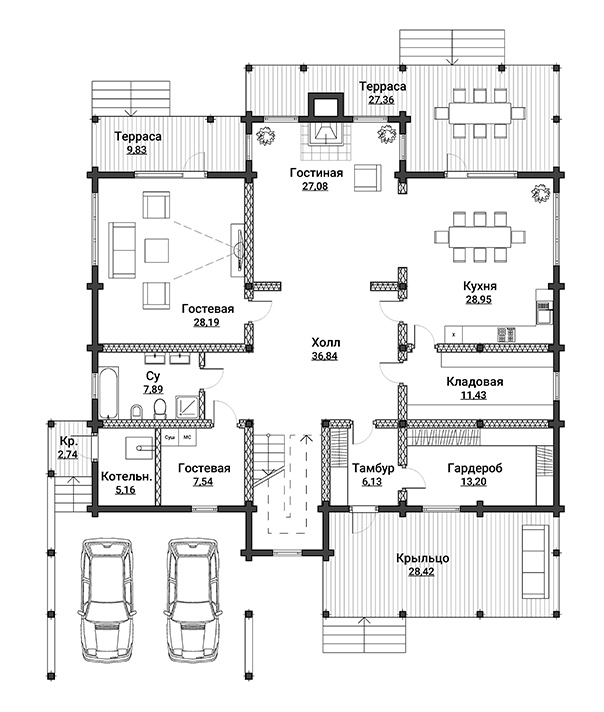 Терраса
27.36
Терраса
9.83
Гостиная
27.08
Кухня
28.95
Гостевая
28.19
Холл
36.84
x
Су
7.89
Кладовая
11.43
Кр.
2.74
Суш
МС
Котельн.
5.16
Гостевая
7.54
Тамбур
6.13
Гардероб
13.20
Крыльцо
28.42